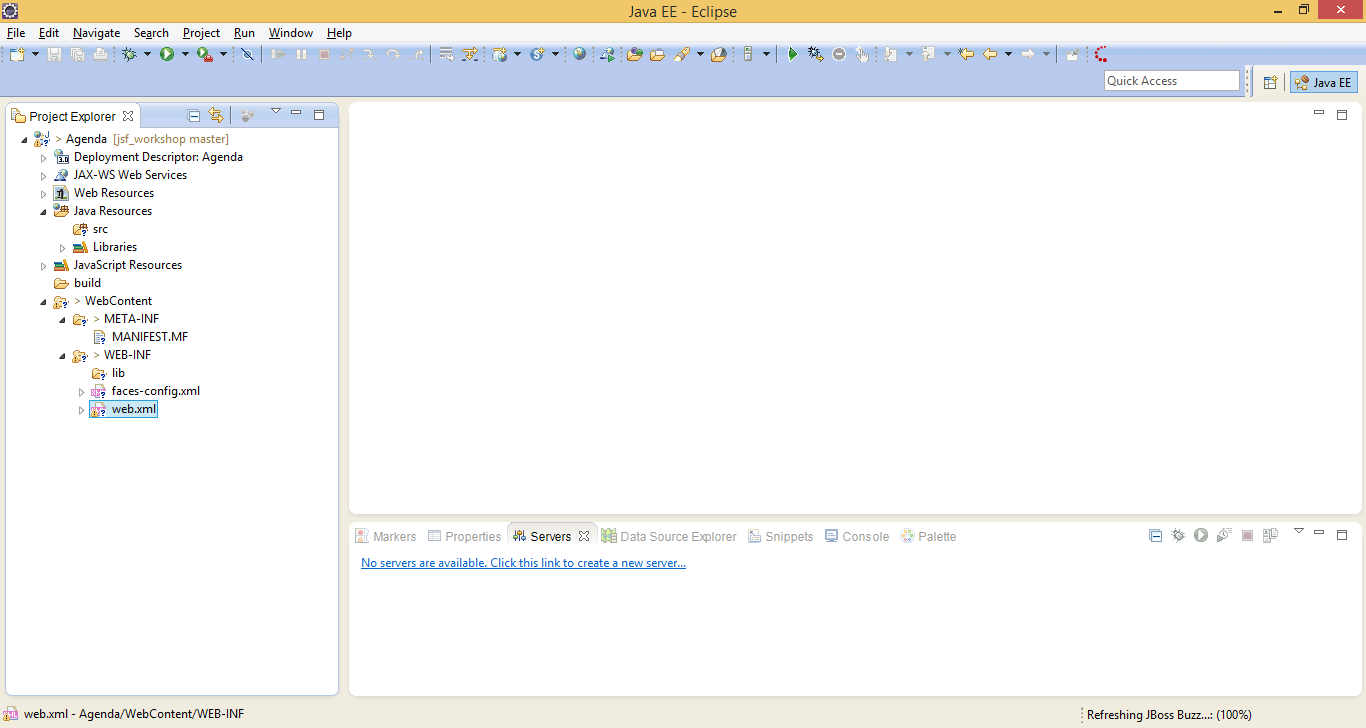 Java EE - Eclipse
File Edit Navigate Search Project Run Window Help
Quick Access
Java EE
Project Explorer
> Agenda [jsf_workshop master]
3.0 Deployment Descriptor: Agenda
JAX-WS Web Services
Web Resources
Java Resources
src
Libraries
JavaScript Resources
build
> WebContent
> META-INF
MANIFEST.MF
> WEB-INF
lib
faces-config.xml
web.xml
Markers Properties Servers Data Source Explorer Snippets Console Palette
No servers are available. Click this link to create a new server...
web.xml - Agenda/WebContent/WEB-INF
Refreshing JBoss Buzz...: (100%)